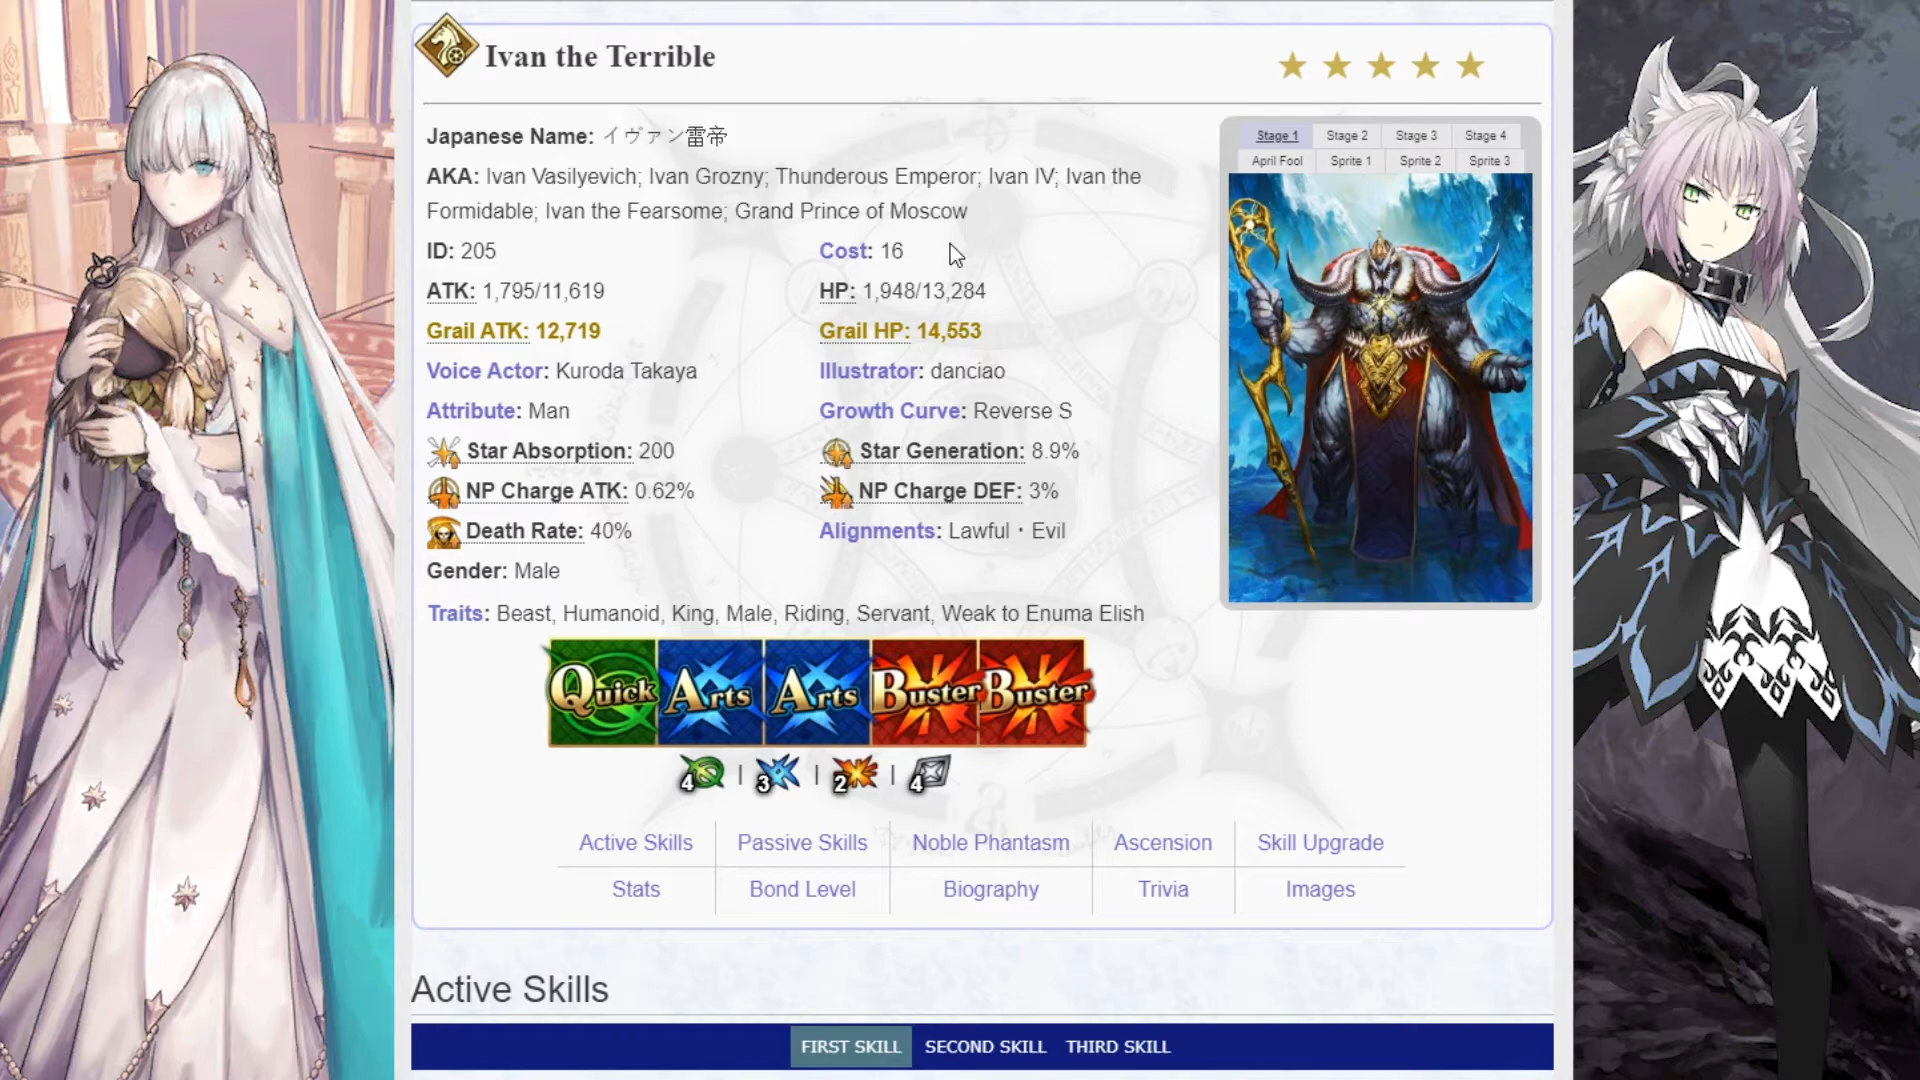 Ivan the Terrible
Japanese Name: イヴァン雷帝
AKA: Ivan Vasilyevich; Ivan Grozny; Thunderous Emperor; Ivan IV; Ivan the
Formidable; Ivan the Fearsome; Grand Prince of Moscow
ID: 205 Cost: 16
ATK: 1,795/11,619 HP: 1,948/13,284
Grail ATK: 12,719 Grail HP: 14,553
Voice Actor: Kuroda Takaya Illustrator: danciao
Attribute: Man Growth Curve: Reverse S
Star Absorption: 200 Star Generation: 8.9%
NP Charge ATK: 0.62% NP Charge DEF: 3%
Death Rate: 40% Alignments: Lawful・Evil
Gender: Male
Traits: Beast, Humanoid, King, Male, Riding, Servant, Weak to Enuma Elish
Stage 1 Stage 2 Stage 3 Stage 4
April Fool Sprite 1 Sprite 2 Sprite 3
Quick Arts Arts Buster Buster
4 | 3 | 2 | 4
Active Skills Passive Skills Noble Phantasm Ascension Skill Upgrade
Stats Bond Level Biography Trivia Images
Active Skills
FIRST SKILL SECOND SKILL THIRD SKILL